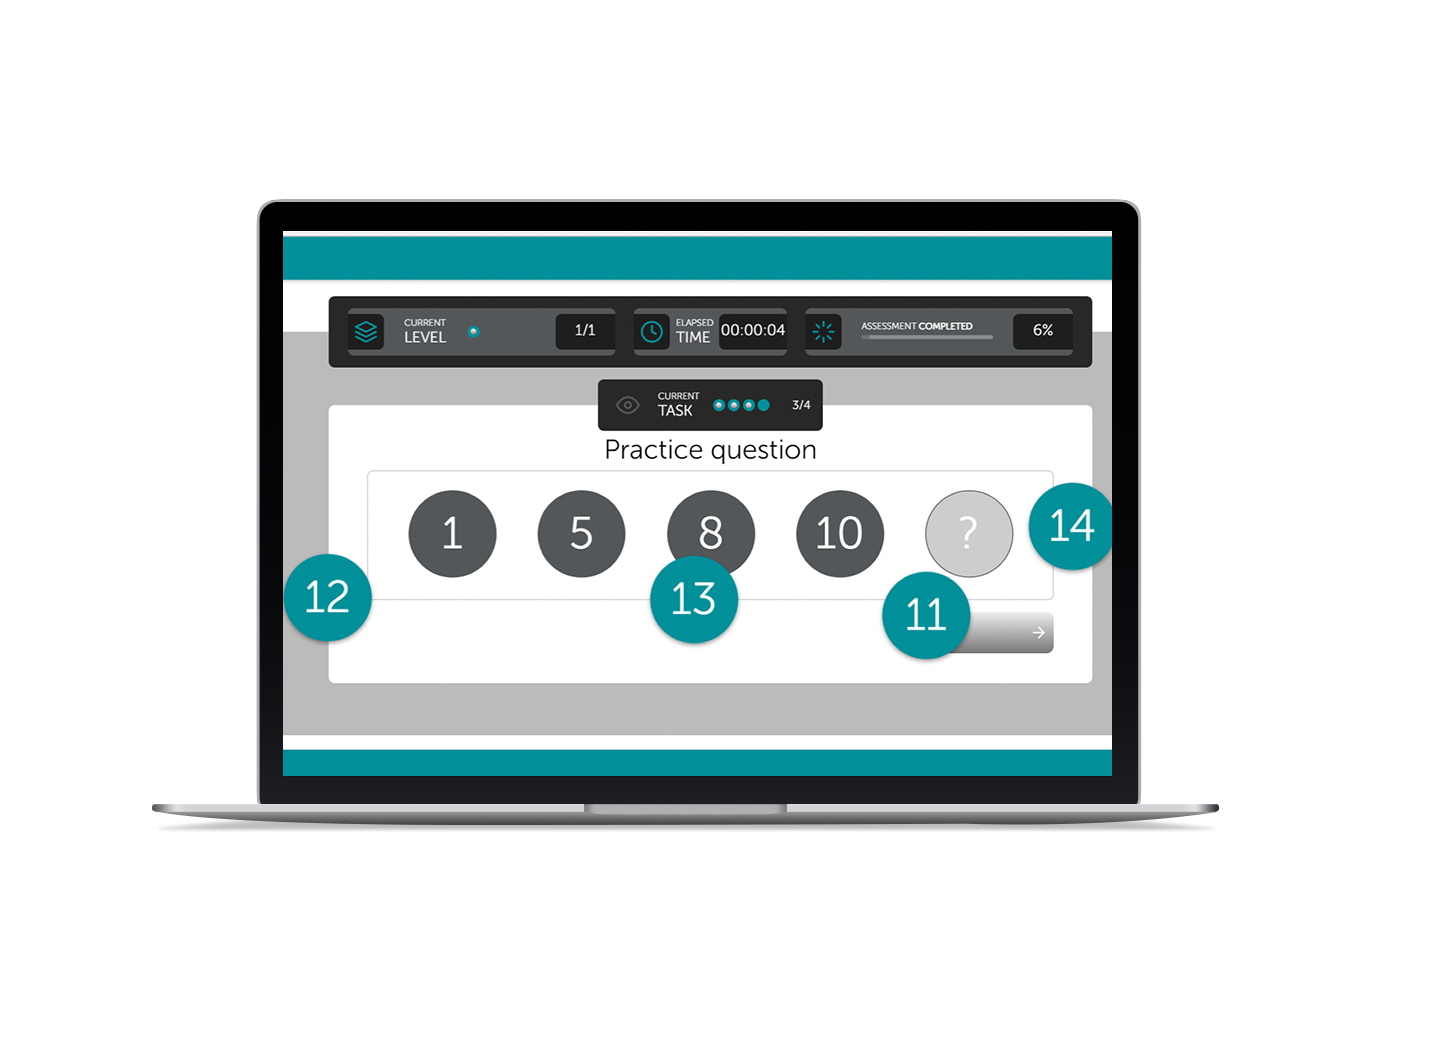 CURRENT
LEVEL
1/1
ELAPSED
TIME
00:00:04
ASSESSMENT COMPLETED
6%
CURRENT
TASK
3/4
Practice question
1 5 8 10 ?
14
12
13
11